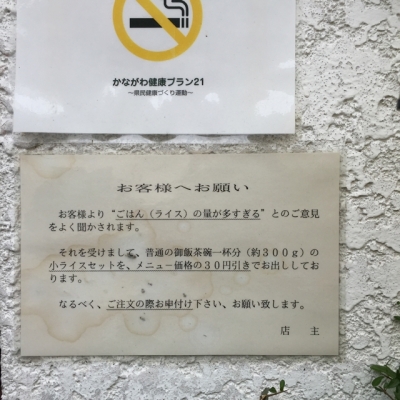 かながわ健康プラン21
～県民健康づくり運動～
お客様へお願い
お客様より“ごはん（ライス）の量が多すぎる”とのご意見
をよく聞かされます。
それを受けまして、普通の御飯茶碗一杯分（約３００ｇ）の
小ライスセットを、メニュー価格の３０円引きでお出ししてお
ります。
なるべく、ご注文の際お申付け下さい、お願い致します。
店　主